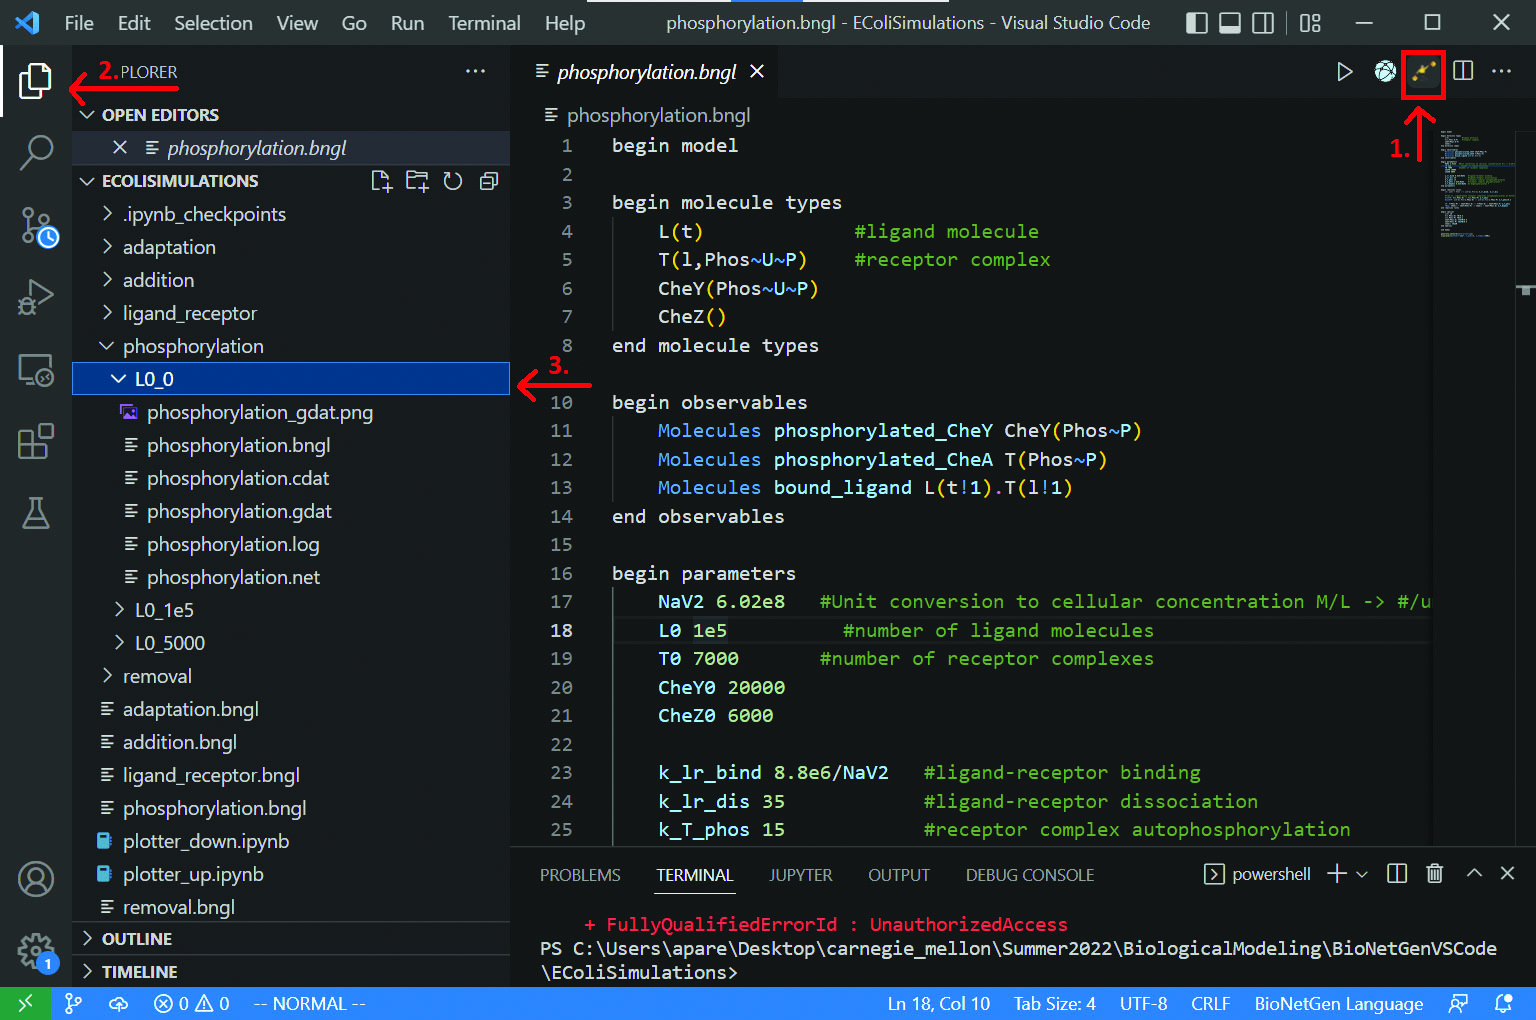 File Edit Selection View Go Run Terminal Help phosphorylation.bngl - EColiSimulations - Visual Studio Code
2. PLORER
OPEN EDITORS
phosphorylation.bngl
ECOLISIMULATIONS
.ipynb_checkpoints
adaptation
addition
ligand_receptor
phosphorylation
L0_0
phosphorylation_gdat.png
phosphorylation.bngl
phosphorylation.cdat
phosphorylation.gdat
phosphorylation.log
phosphorylation.net
L0_1e5
L0_5000
removal
adaptation.bngl
addition.bngl
ligand_receptor.bngl
phosphorylation.bngl
plotter_down.ipynb
plotter_up.ipynb
removal.bngl
OUTLINE
TIMELINE
1
3.
phosphorylation.bngl
1.
phosphorylation.bngl
1 begin model
2
3 begin molecule types
4 L(t) #ligand molecule
5 T(l,Phos~U~P) #receptor complex
6 CheY(Phos~U~P)
7 CheZ()
8 end molecule types
10 begin observables
11 Molecules phosphorylated_CheY CheY(Phos~P)
12 Molecules phosphorylated_CheA T(Phos~P)
13 Molecules bound_ligand L(t!1).T(l!1)
14 end observables
15
16 begin parameters
17 NaV2 6.02e8 #Unit conversion to cellular concentration M/L -> #/u
18 L0 1e5 #number of ligand molecules
19 T0 7000 #number of receptor complexes
20 CheY0 20000
21 CheZ0 6000
22
23 k_lr_bind 8.8e6/NaV2 #ligand-receptor binding
24 k_lr_dis 35 #ligand-receptor dissociation
25 k_T_phos 15 #receptor complex autophosphorylation
PROBLEMS TERMINAL JUPYTER OUTPUT DEBUG CONSOLE powershell
+ FullyQualifiedErrorId : UnauthorizedAccess
PS C:\Users\apare\Desktop\carnegie_mellon\Summer2022\BiologicalModeling\BioNetGenVSCode
\EColiSimulations>
0 0 -- NORMAL -- Ln 18, Col 10 Tab Size: 4 UTF-8 CRLF BioNetGen Language